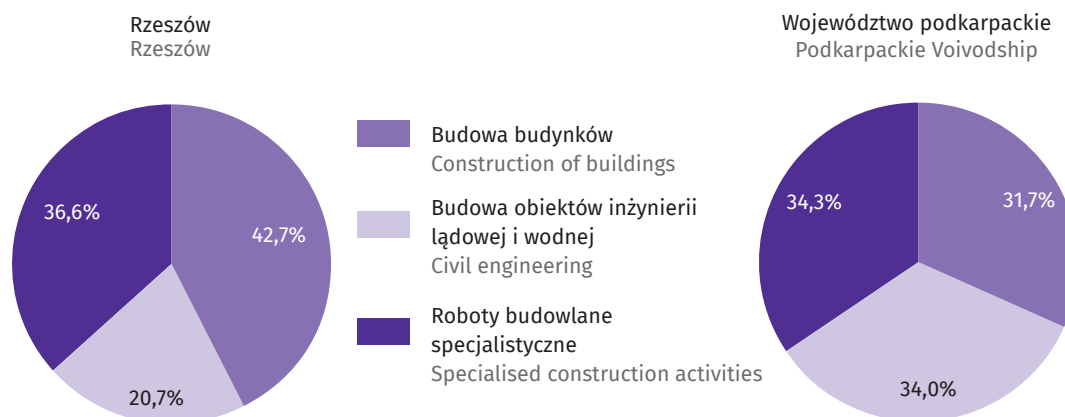 Rzeszów
Rzeszów
36,6%
42,7%
20,7%
Budowa budynków
Construction of buildings
Budowa obiektów inżynierii
lądowej i wodnej
Civil engineering
Roboty budowlane
specjalistyczne
Specialised construction activities
Województwo podkarpackie
Podkarpackie Voivodship
34,3%
31,7%
34,0%